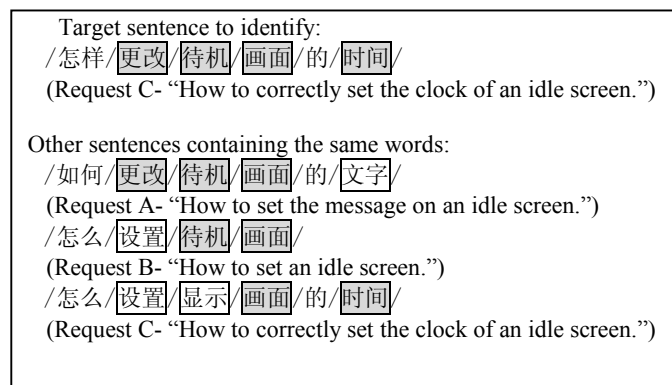 Target sentence to identify:
/怎样/更改/待机/画面/的/时间/
(Request C- “How to correctly set the clock of an idle screen.”)
Other sentences containing the same words:
/如何/更改/待机/画面/的/文字/
(Request A- “How to set the message on an idle screen.”)
/怎么/设置/待机/画面/
(Request B- “How to set an idle screen.”)
/怎么/设置/显示/画面/的/时间/
(Request C- “How to correctly set the clock of an idle screen.”)